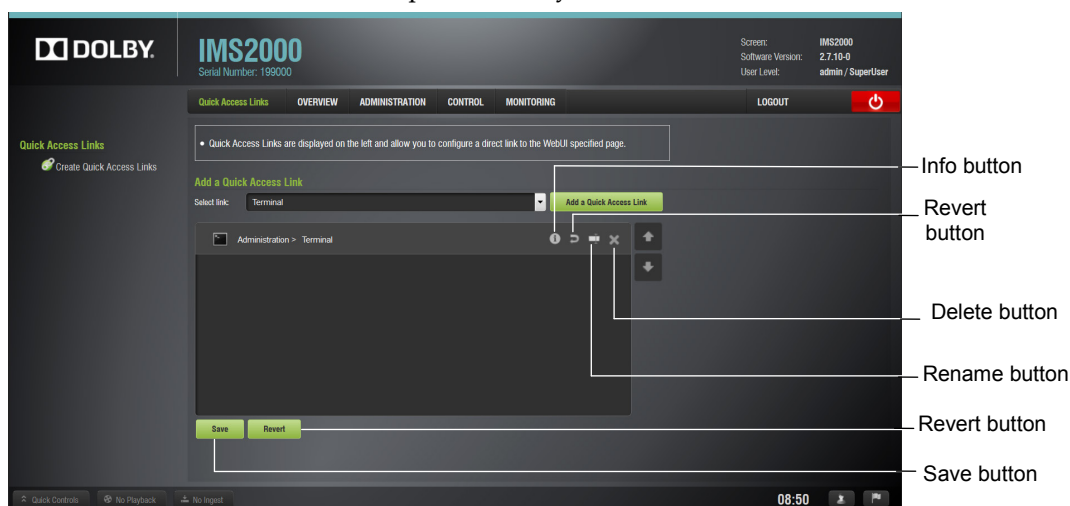 DOLBY.
IMS2000
Serial Number: 199000
Screen: IMS2000
Software Version: 2.7.10-0
User Level: admin / SuperUser
Quick Access Links OVERVIEW ADMINISTRATION CONTROL MONITORING LOGOUT
Quick Access Links
Create Quick Access Links
• Quick Access Links are displayed on the left and allow you to configure a direct link to the WebUI specified page.
Add a Quick Access Link
Select link: Terminal Add a Quick Access Link
Administration > Terminal
Info button
Revert
button
Delete button
Rename button
Revert button
Save button
Save Revert
Quick Controls No Playback No Ingest 08:50